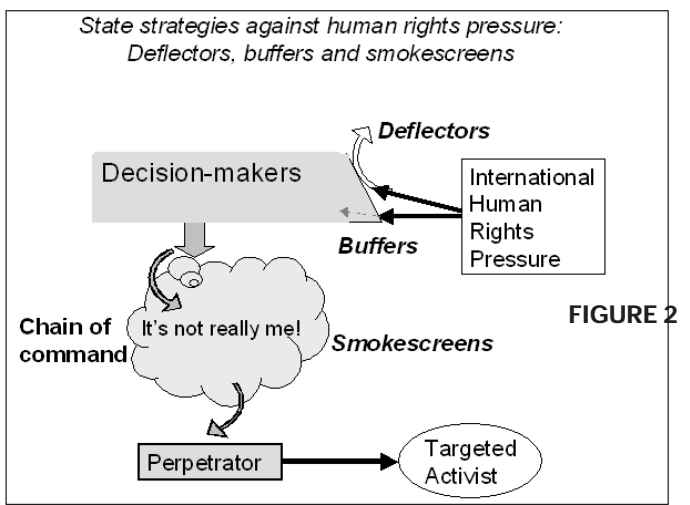 State strategies against human rights pressure:
Deflectors, buffers and smokescreens
Deflectors
Decision-makers
International
Human
Rights
Pressure
Buffers
FIGURE 2
Chain of
command
It's not really me!
Smokescreens
Perpetrator
Targeted
Activist